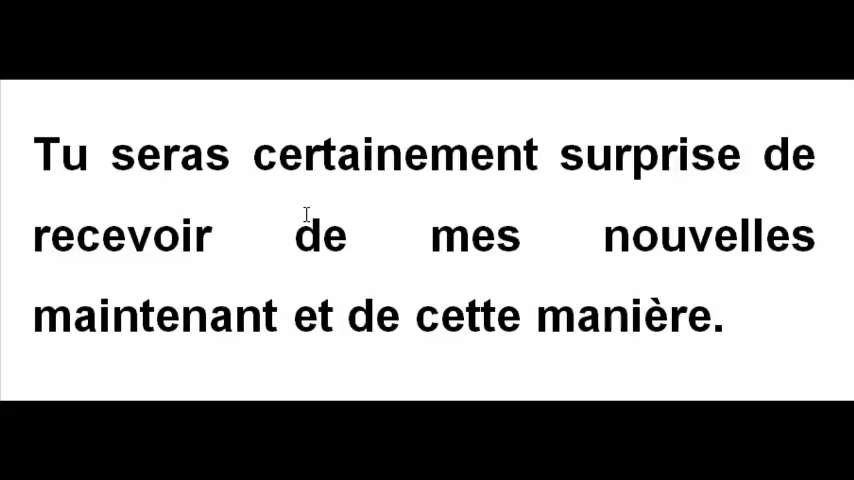 Tu seras certainement surprise de
recevoir de mes nouvelles
maintenant et de cette manière.